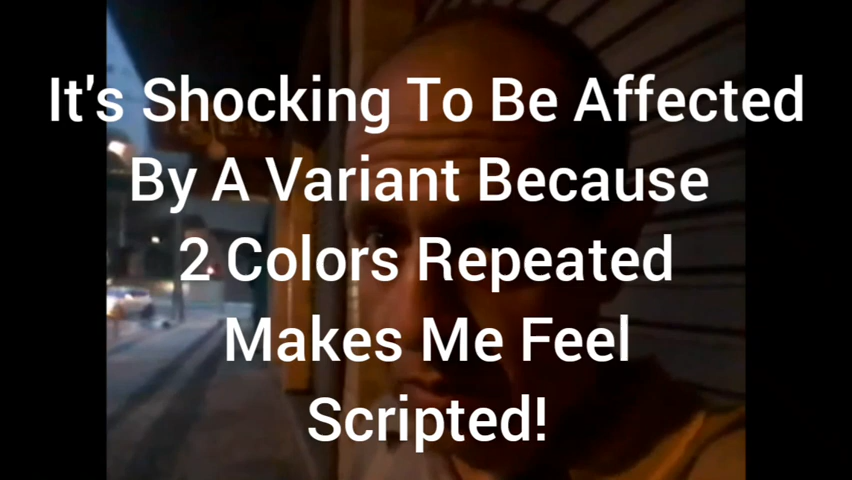 It's Shocking To Be Affected
By A Variant Because
2 Colors Repeated
Makes Me Feel
Scripted!